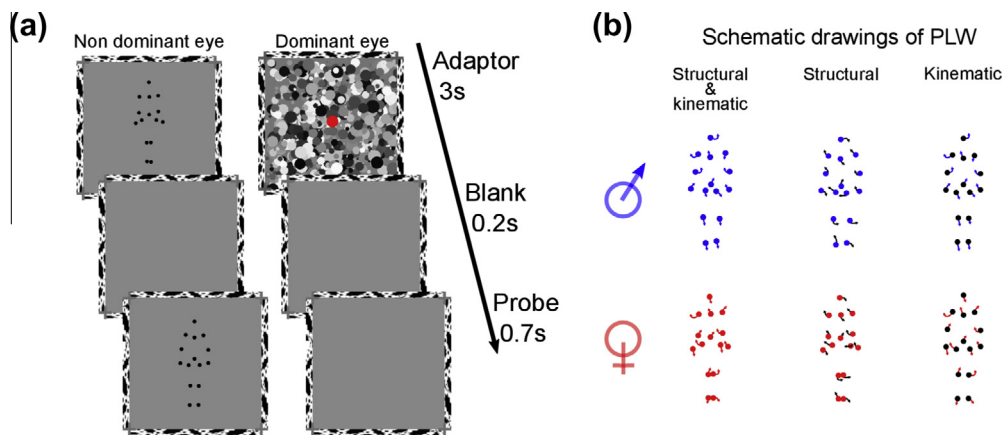 (a)
Non dominant eye
Dominant eye
Adaptor
3s
Blank
0.2s
Probe
0.7s
(b)
Schematic drawings of PLW
Structural
&
kinematic
Structural
Kinematic